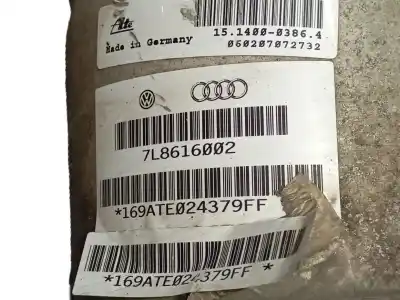 Ate
15.1400-0386.4
Made in Germany
060207072732
7L8616002
*169ATE024379FF
*169ATE024379FF *